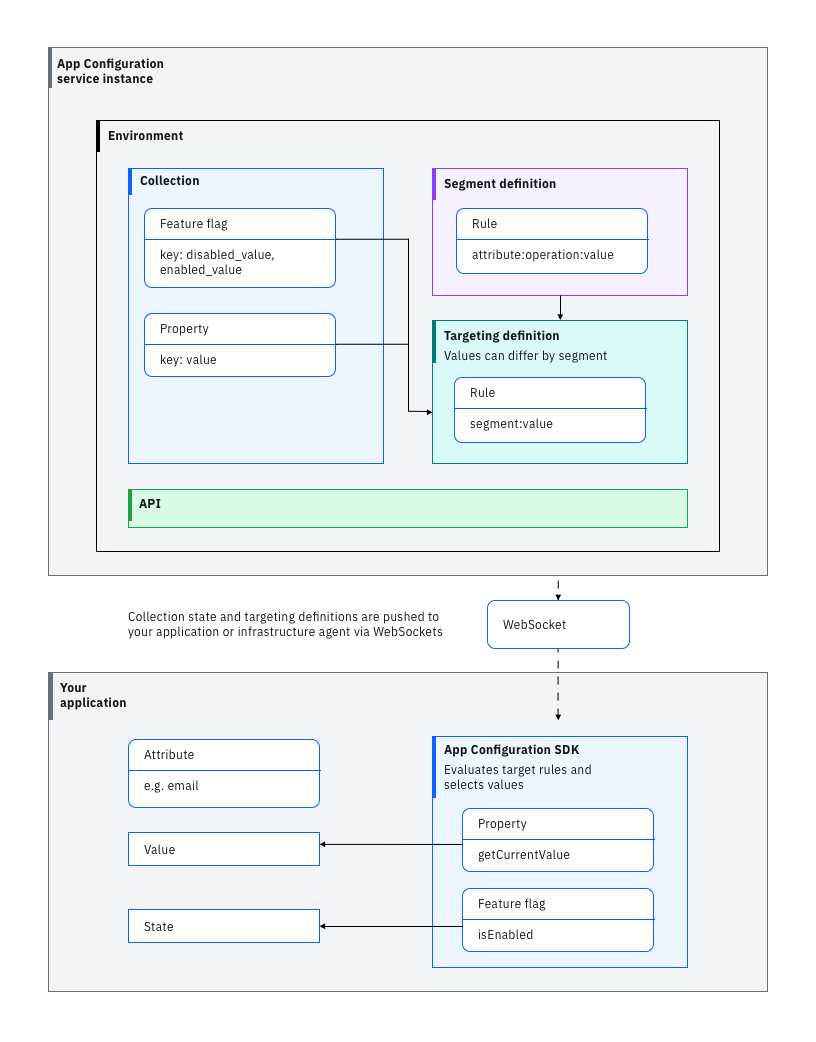 App Configuration
service instance
Environment
Collection
Feature flag
key: disabled_value,
enabled_value
Property
key: value
Segment definition
Rule
attribute:operation:value
Targeting definition
Values can differ by segment
Rule
segment:value
API
Collection state and targeting definitions are pushed to
your application or infrastructure agent via WebSockets
WebSocket
Your
application
Attribute
e.g. email
Value
State
App Configuration SDK
Evaluates target rules and
selects values
Property
getCurrentValue
Feature flag
isEnabled